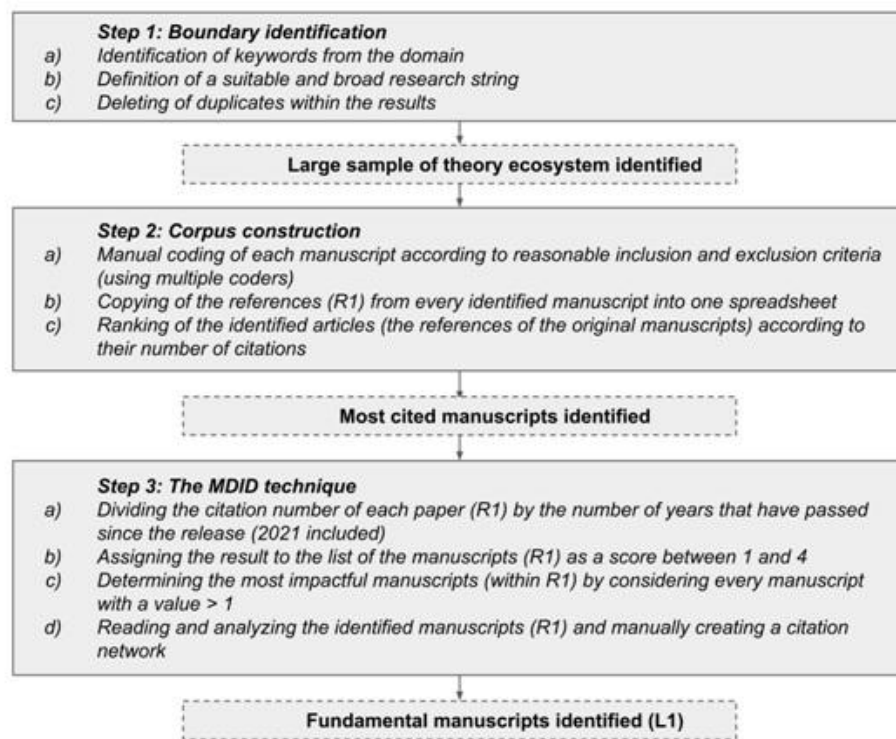 Step 1: Boundary identification
a) Identification of keywords from the domain
b) Definition of a suitable and broad research string
c) Deleting of duplicates within the results
Large sample of theory ecosystem identified
Step 2: Corpus construction
a) Manual coding of each manuscript according to reasonable inclusion and exclusion criteria
(using multiple coders)
b) Copying of the references (R1) from every identified manuscript into one spreadsheet
c) Ranking of the identified articles (the references of the original manuscripts) according to
their number of citations
Most cited manuscripts identified
Step 3: The MDID technique
a) Dividing the citation number of each paper (R1) by the number of years that have passed
since the release (2021 included)
b) Assigning the result to the list of the manuscripts (R1) as a score between 1 and 4
c) Determining the most impactful manuscripts (within R1) by considering every manuscript
with a value > 1
d) Reading and analyzing the identified manuscripts (R1) and manually creating a citation
network
Fundamental manuscripts identified (L1)